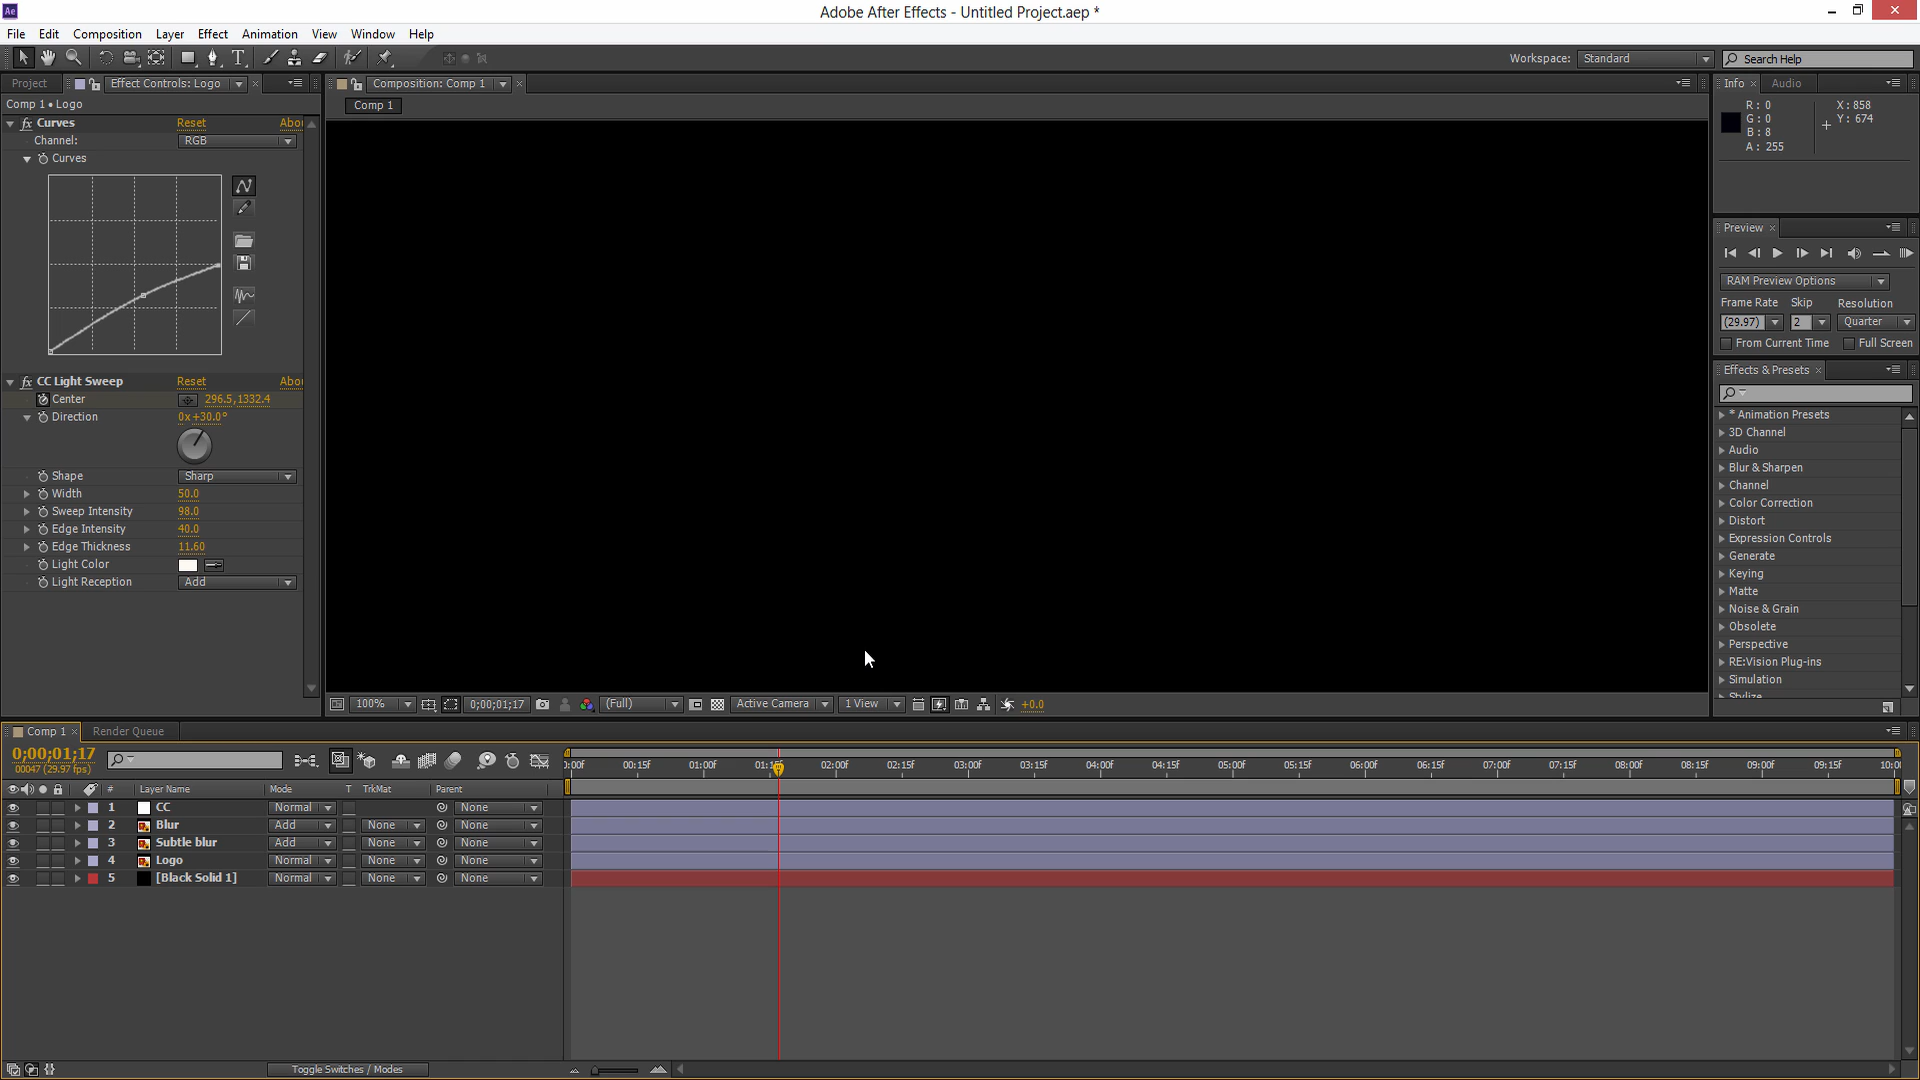 Ae
Adobe After Effects - Untitled Project.aep *
File Edit Composition Layer Effect Animation View Window Help
Workspace: Standard Search Help
Project Effect Controls: Logo
Composition: Comp 1
Info Audio
Comp 1 • Logo
Comp 1
R: 0 X: 858
G: 0 Y: 674
B: 8
A: 255
fx Curves Reset Abou
Channel: RGB
Curves
Preview
RAM Preview Options
Frame Rate Skip Resolution
(29.97) 2 Quarter
From Current Time Full Screen
Effects & Presets
* Animation Presets
3D Channel
Audio
Blur & Sharpen
Channel
Color Correction
Distort
Expression Controls
Generate
Keying
Matte
Noise & Grain
Obsolete
Perspective
RE:Vision Plug-ins
Simulation
Stylize
fx CC Light Sweep Reset Abou
Center 296.5,1332.4
Direction 0x+30.0°
Shape Sharp
Width 50.0
Sweep Intensity 98.0
Edge Intensity 40.0
Edge Thickness 11.60
Light Color
Light Reception Add
100% 0;00;01;17 (Full) Active Camera 1 View +0.0
Comp 1 Render Queue
0;00;01;17
00047 (29.97 fps)
):00f 00:15f 01:00f 01:15f 02:00f 02:15f 03:00f 03:15f 04:00f 04:15f 05:00f 05:15f 06:00f 06:15f 07:00f 07:15f 08:00f 08:15f 09:00f 09:15f 10:0
# Layer Name Mode T TrkMat Parent
1 CC Normal None
2 Blur Add None None
3 Subtle blur Add None None
4 Logo Normal None None
5 [Black Solid 1] Normal None None
Toggle Switches / Modes